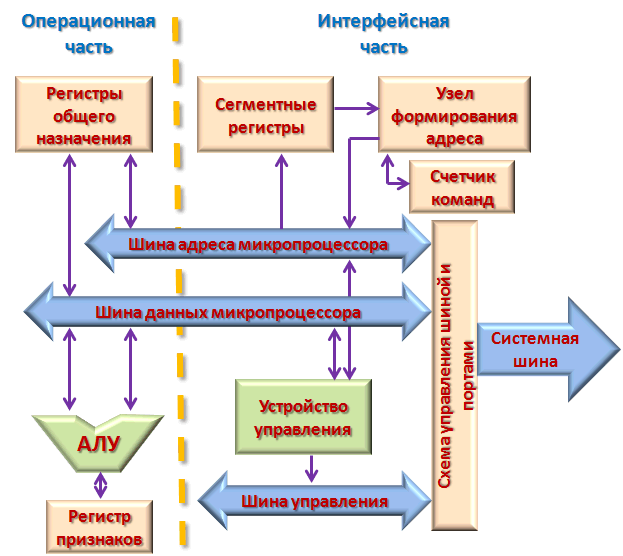 Операционная
часть
Интерфейсная
часть
Регистры
общего
назначения
Сегментные
регистры
Узел
формирования
адреса
Счетчик
команд
Шина адреса микропроцессора
Шина данных микропроцессора
Схема управления шиной и
портами
Системная
шина
Устройство
управления
АЛУ
Шина управления
Регистр
признаков